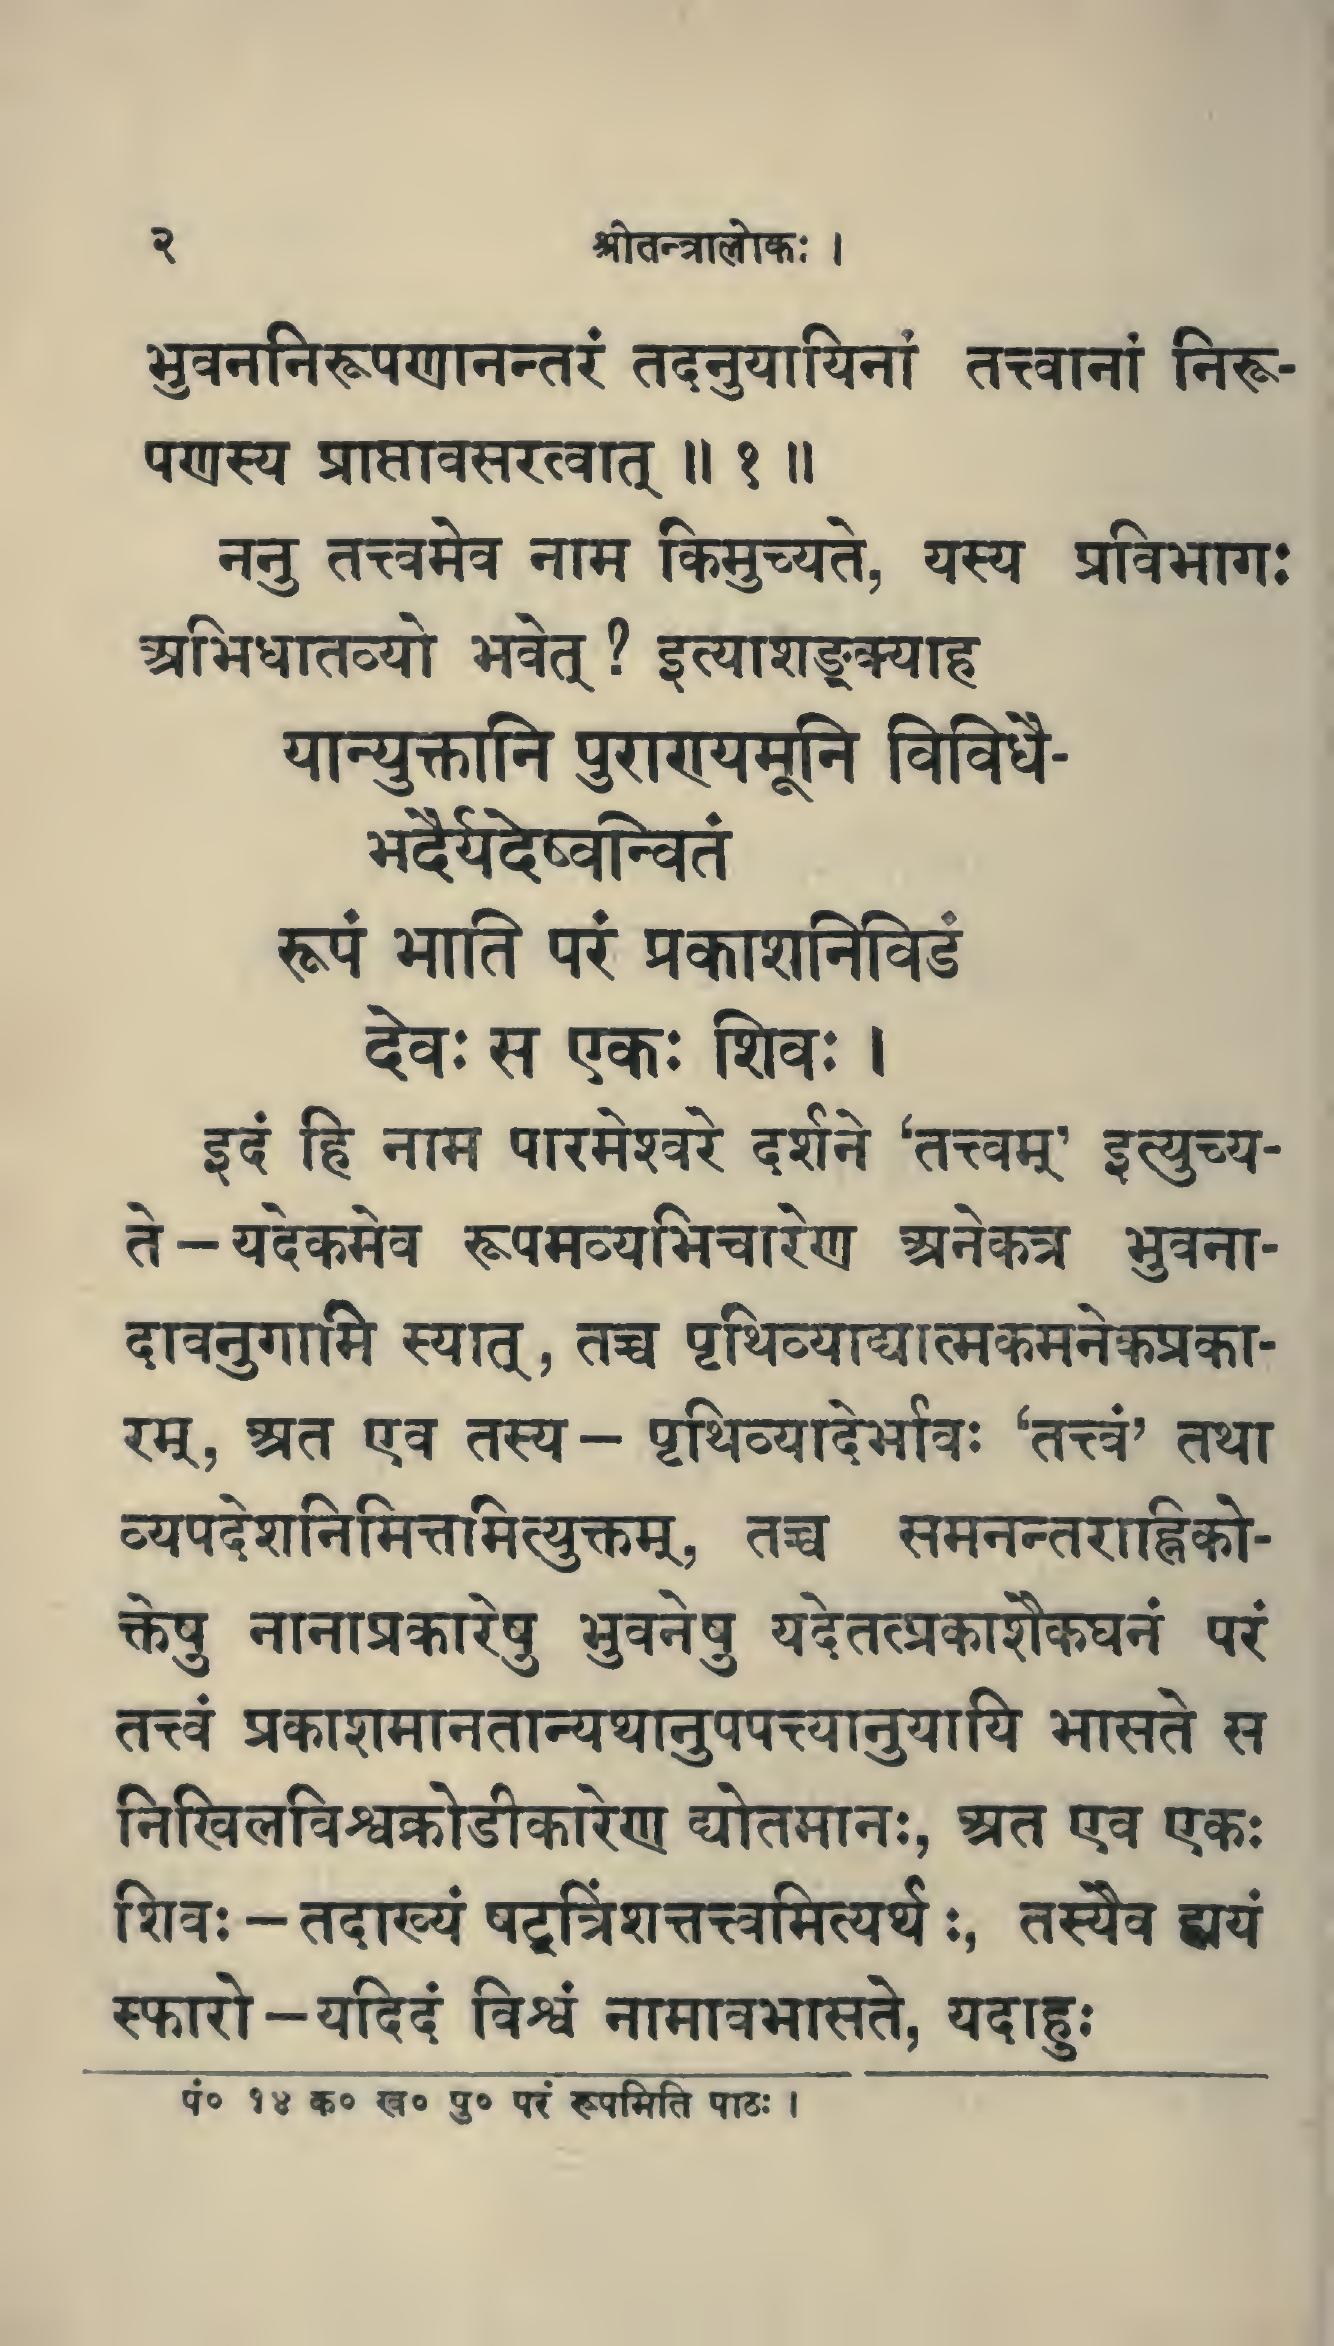 २ श्रीतन्त्रालोकः ।
भुवननिरूपणानन्तरं तदनुयायिनां तत्त्वानां निरू-
पणस्य प्राप्तावसरत्वात् ॥ १ ॥
ननु तत्त्वमेव नाम किमुच्यते, यस्य प्रविभागः
अभिधातव्यो भवेत् ? इत्याशङ्क्याह
यान्युक्तानि पुराण्यमूनि विविधै-
र्भेदैर्यदेष्वन्वितं
रूपं भाति परं प्रकाशनिविडं
देवः स एकः शिवः ।
इदं हि नाम पारमेश्वरे दर्शने ‘तत्त्वम्’ इत्युच्य-
ते – यदेकमेव रूपमव्यभिचारेण अनेकत्र भुवना-
दावनुगामि स्यात्, तच्च पृथिव्याद्यात्मकमनेकप्रका-
रम्, अत एव तस्य – पृथिव्यादेर्भावः ‘तत्त्वं’ तथा
व्यपदेशनिमित्तमित्युक्तम्, तच्च समनन्तराह्निको-
क्तेषु नानाप्रकारेषु भुवनेषु यदेतत्प्रकाशैकघनं परं
तत्त्वं प्रकाशमानतान्यथानुपपत्त्यानुयायि भासते स
निखिलविश्वक्रोडीकारेण द्योतमानः, अत एव एकः
शिवः – तदाख्यं षट्त्रिंशत्तत्त्वमित्यर्थः, तस्यैव ह्ययं
स्फारो – यदिदं विश्वं नामावभासते, यदाहुः
पं० १४ क० ख० पु० परं रूपमिति पाठः ।